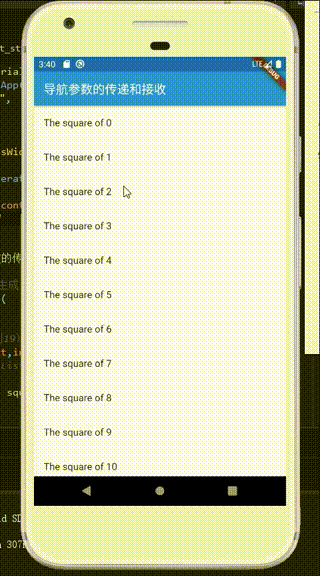 3:40
LTE
DEBUG
导航参数的传递和接收
The square of 0
The square of 1
The square of 2
The square of 3
The square of 4
The square of 5
The square of 6
The square of 7
The square of 8
The square of 9
The square of 10